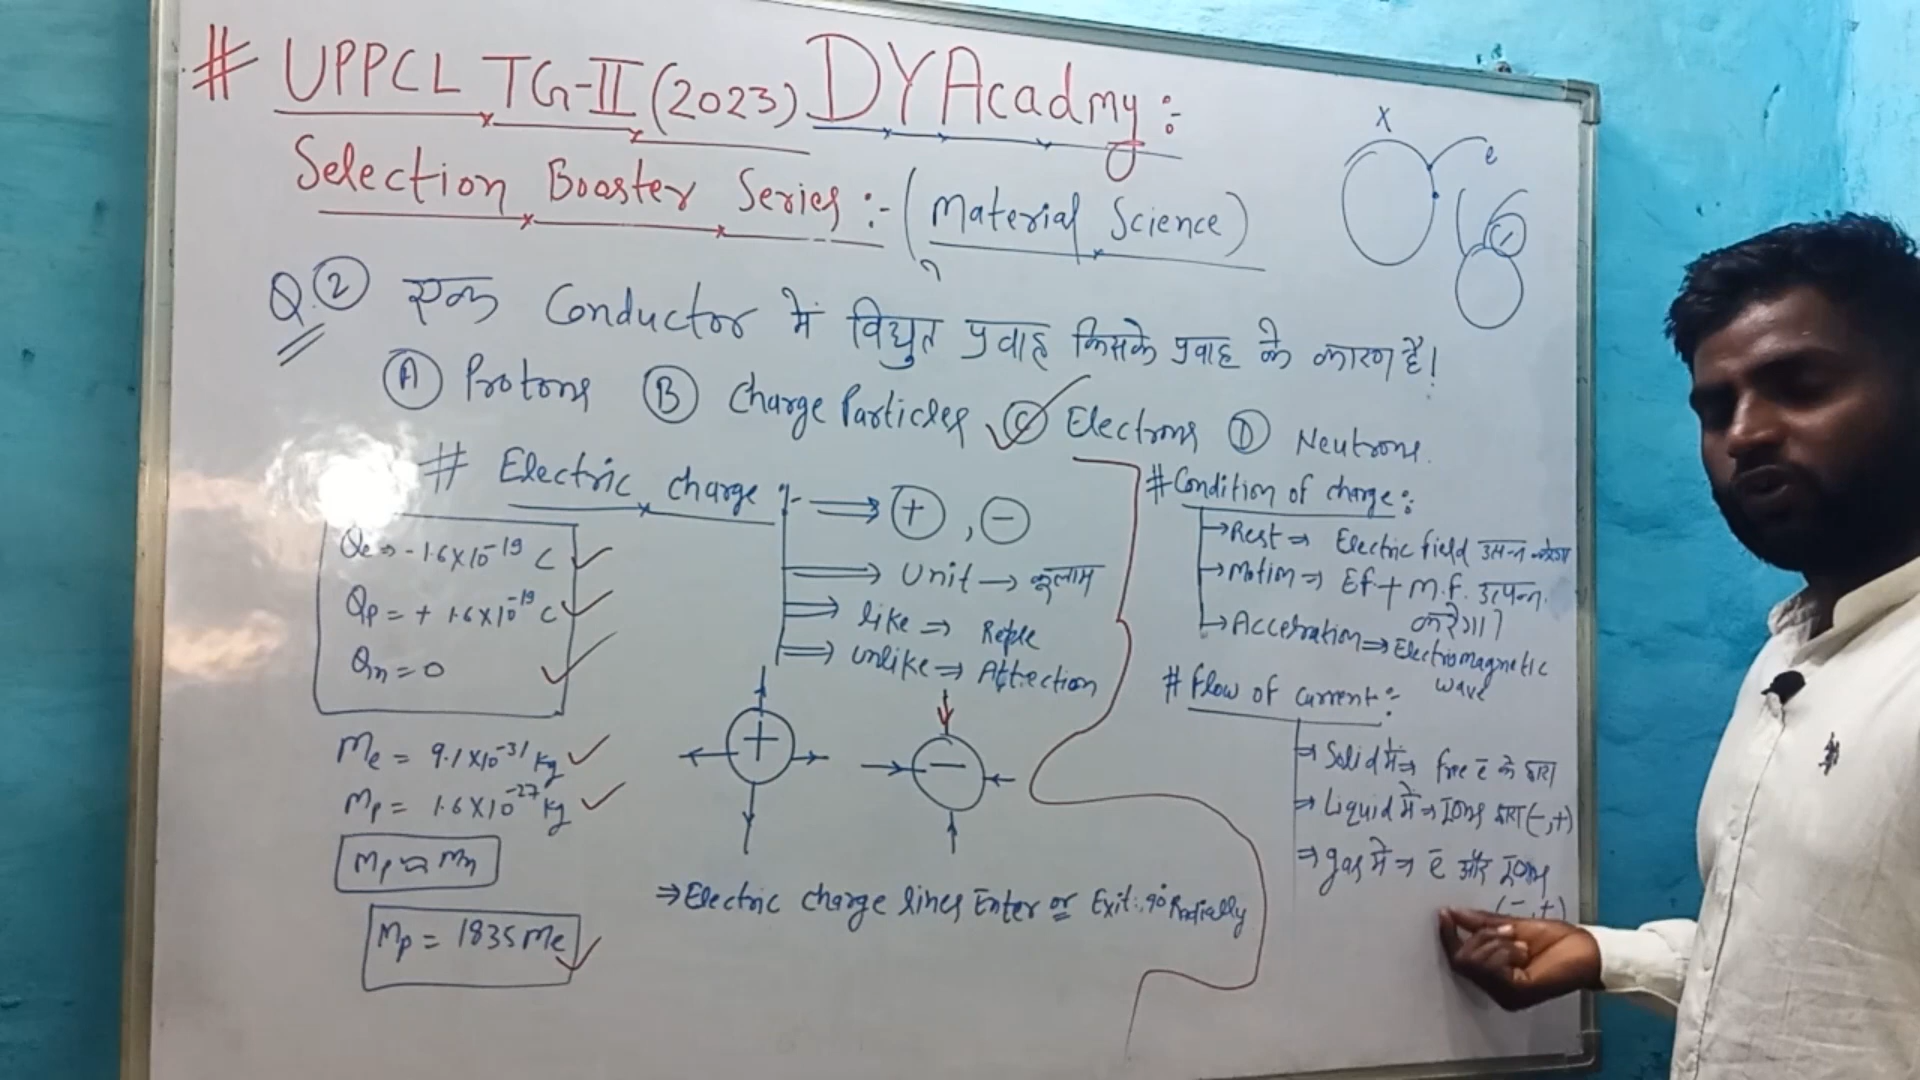 # UPPCL TG-II (2023) DYAcadmy:
Selection Booster Series :- (Material Science)
Q. 2 एक Conductor में विद्युत प्रवाह किसके प्रवाह के कारण है!
A Protons B Charge Particles C Electrons D Neutrons.
# Electric charge :- ⇒ + , -
Unit → कूलाम
like ⇒ Reple
unlike ⇒ Attrection
Qe ⇒ -1.6×10^-19 C
Qp = + 1.6×10^-19 C
Qn = 0
Me = 9.1×10^-31 kg
Mp = 1.6×10^-27 kg
Mp ≈ Mn
Mp = 1835 Me
+
-
⇒ Electric charge lines Enter or Exit: 90° Radially
# Condition of charge:
Rest ⇒ Electric field उत्पन्न करेगा
Motion ⇒ Ef + M.F. उत्पन्न
करेगा।
Acceleration ⇒ Electromagnetic
wave
# Flow of current:-
⇒ Solid में ⇒ free e̅ के द्वारा
⇒ Liquid में ⇒ Ions द्वारा (-,+)
⇒ gas में ⇒ e̅ और Ions
(-,+)
X
e